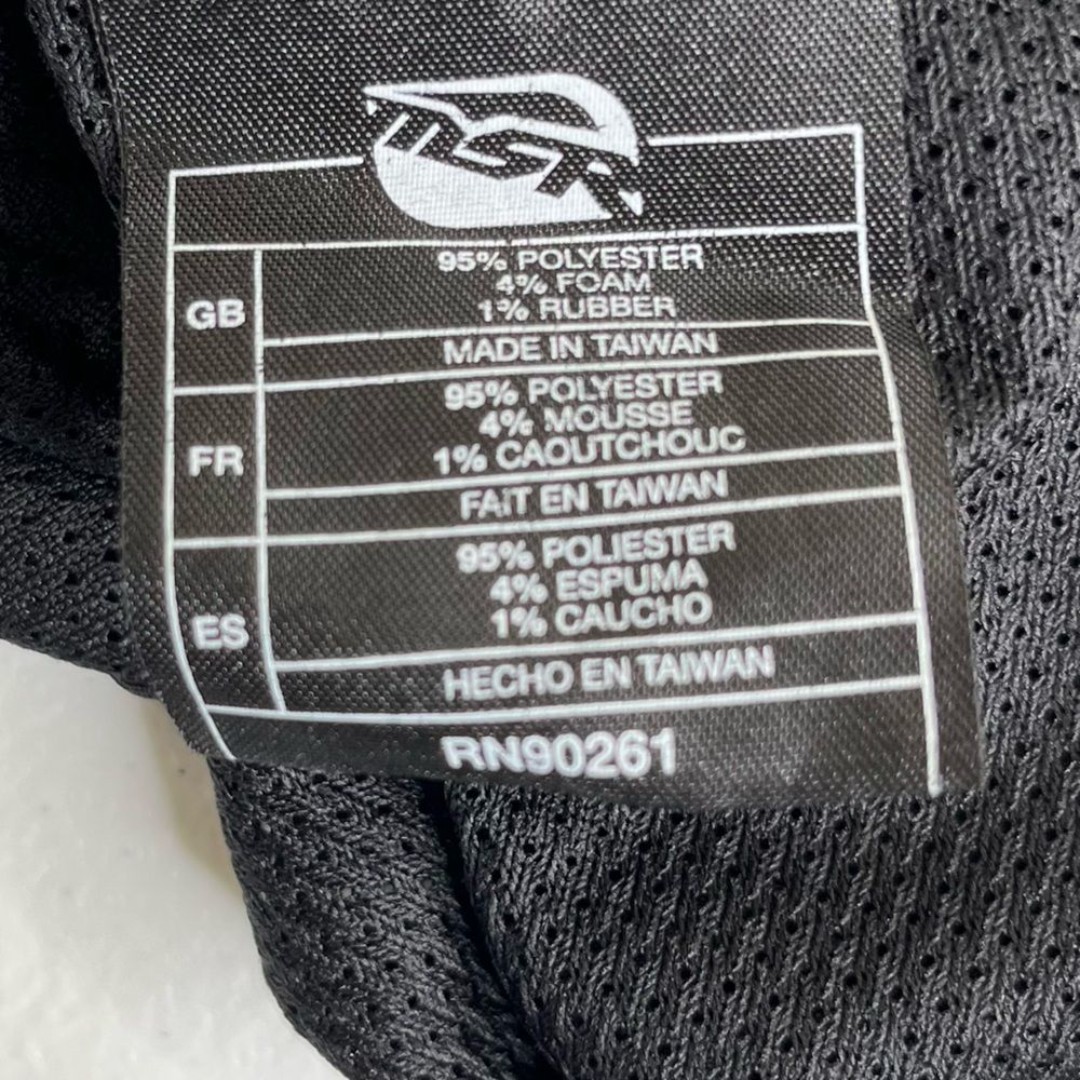 MSR
GB
95% POLYESTER
4% FOAM
1% RUBBER
MADE IN TAIWAN
FR
95% POLYESTER
4% MOUSSE
1% CAOUTCHOUC
FAIT EN TAIWAN
ES
95% POLIESTER
4% ESPUMA
1% CAUCHO
HECHO EN TAIWAN
RN90261